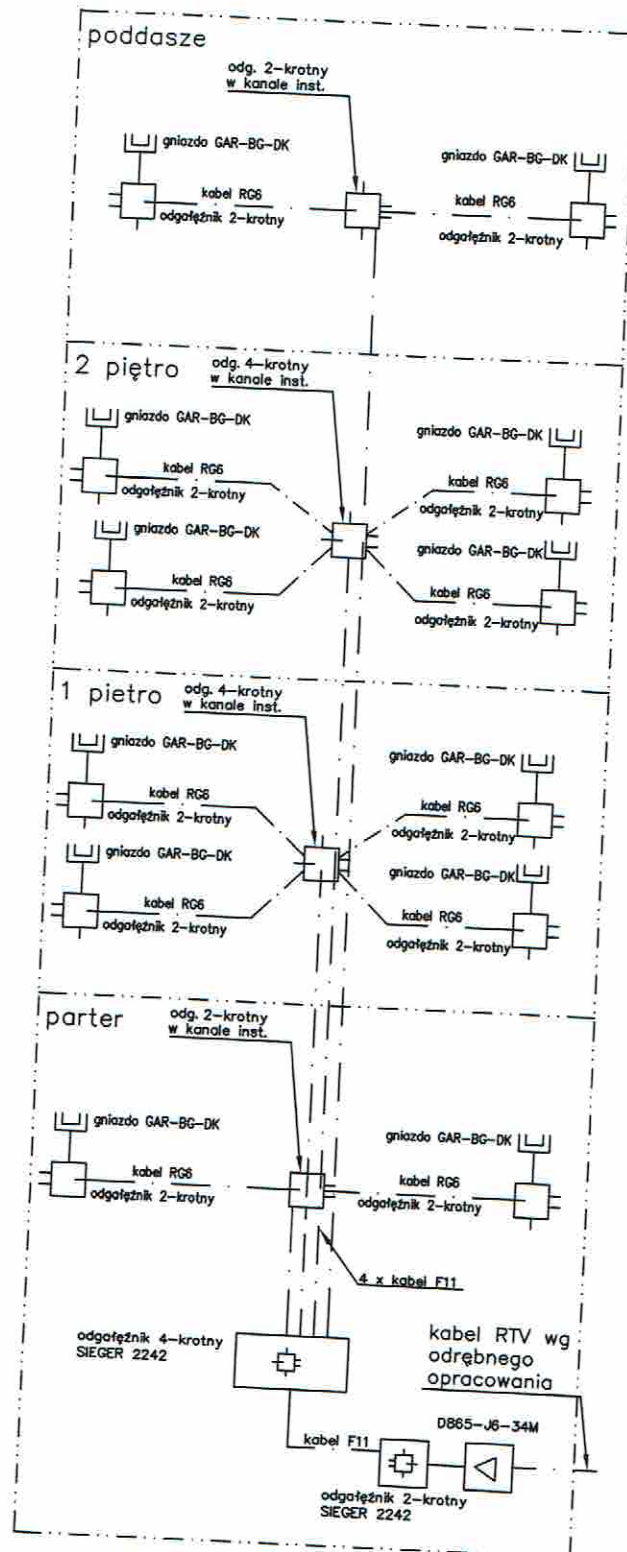 poddasze
odg. 2-krotny
w kanale inst.
gniazdo GAR-BG-DK
gniazdo GAR-BG-DK
kabel RG6
odgałęźnik 2-krotny
kabel RG6
odgałęźnik 2-krotny
2 piętro
odg. 4-krotny
w kanale inst.
gniazdo GAR-BG-DK
gniazdo GAR-BG-DK
kabel RG6
odgałęźnik 2-krotny
kabel RG6
odgałęźnik 2-krotny
gniazdo GAR-BG-DK
gniazdo GAR-BG-DK
kabel RG6
odgałęźnik 2-krotny
kabel RG6
odgałęźnik 2-krotny
1 pietro
odg. 4-krotny
w kanale inst.
gniazdo GAR-BG-DK
gniazdo GAR-BG-DK
kabel RG6
odgałęźnik 2-krotny
kabel RG6
odgałęźnik 2-krotny
gniazdo GAR-BG-DK
gniazdo GAR-BG-DK
kabel RG6
odgałęźnik 2-krotny
kabel RG6
odgałęźnik 2-krotny
parter
odg. 2-krotny
w kanale inst.
gniazdo GAR-BG-DK
gniazdo GAR-BG-DK
kabel RG6
odgałęźnik 2-krotny
kabel RG6
odgałęźnik 2-krotny
4 x kabel F11
odgałęźnik 4-krotny
SIEGER 2242
kabel RTV wg
odrębnego
opracowania
D865-J6-34M
kabel F11
odgałęźnik 2-krotny
SIEGER 2242